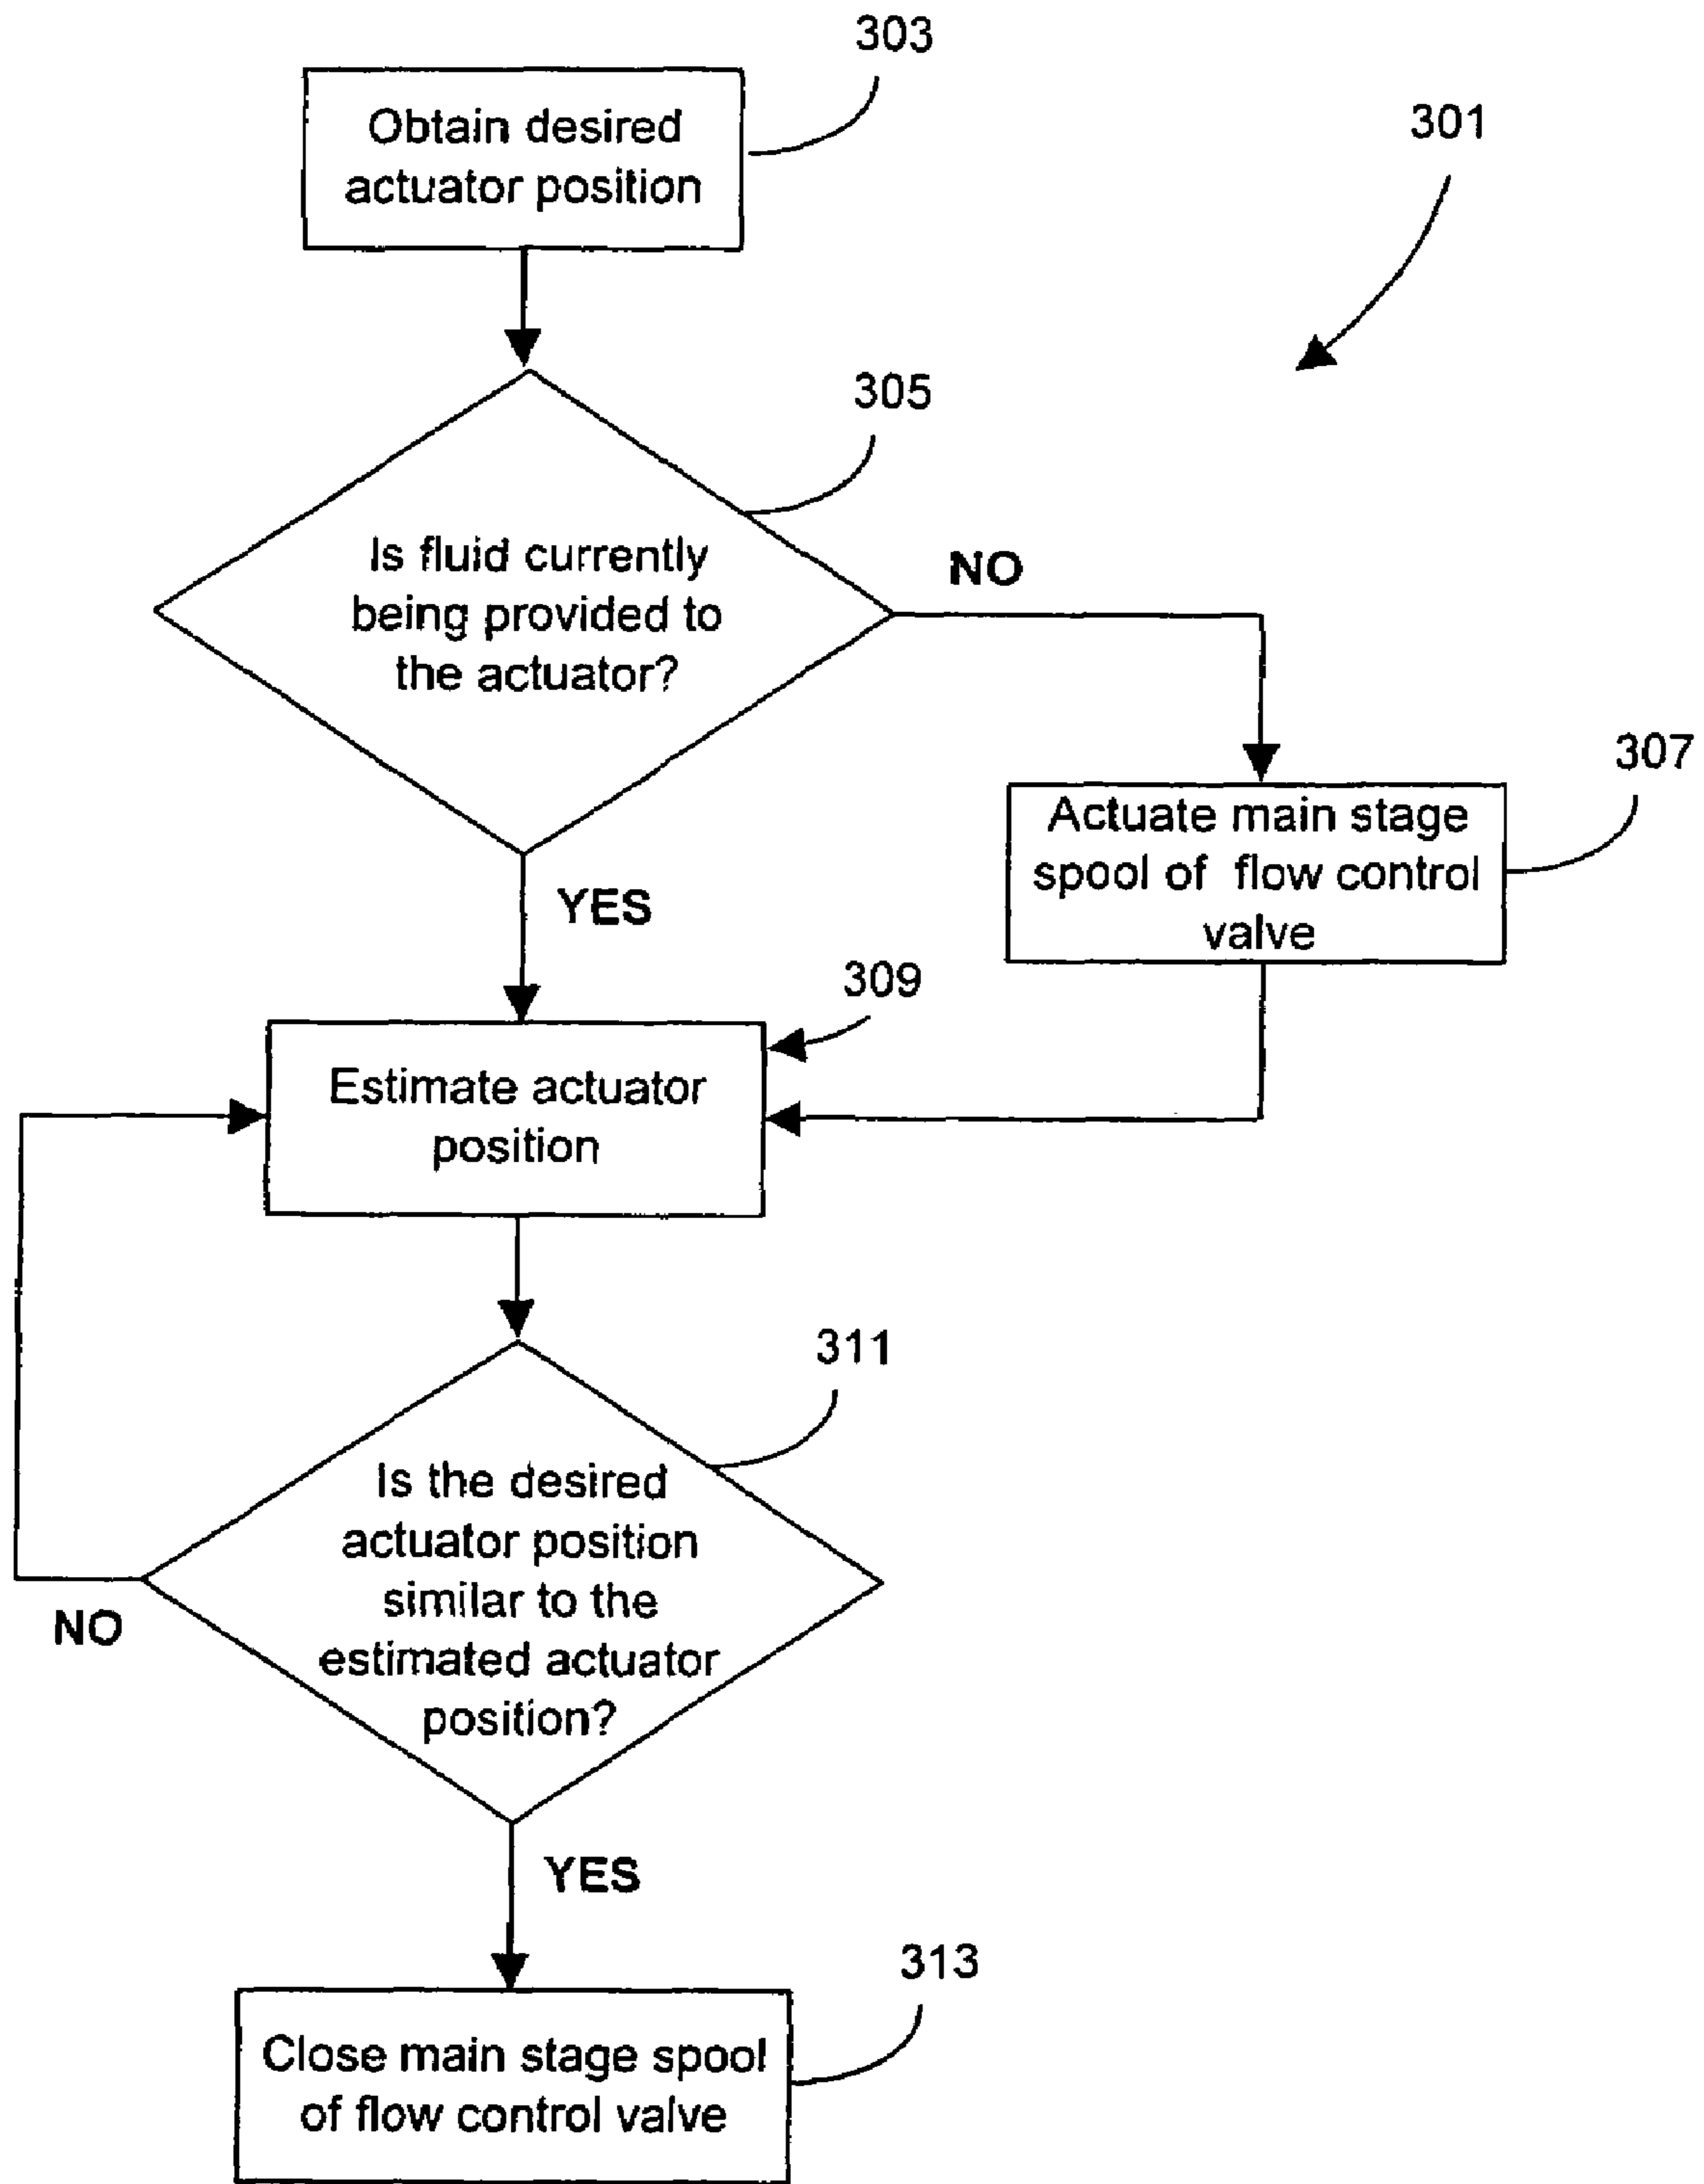 303
Obtain desired
actuator position
301
305
Is fluid currently
being provided to
the actuator?
NO
307
Actuate main stage
spool of flow control
valve
YES
309
Estimate actuator
position
311
Is the desired
actuator position
similar to the
estimated actuator
position?
NO
YES
313
Close main stage spool
of flow control valve